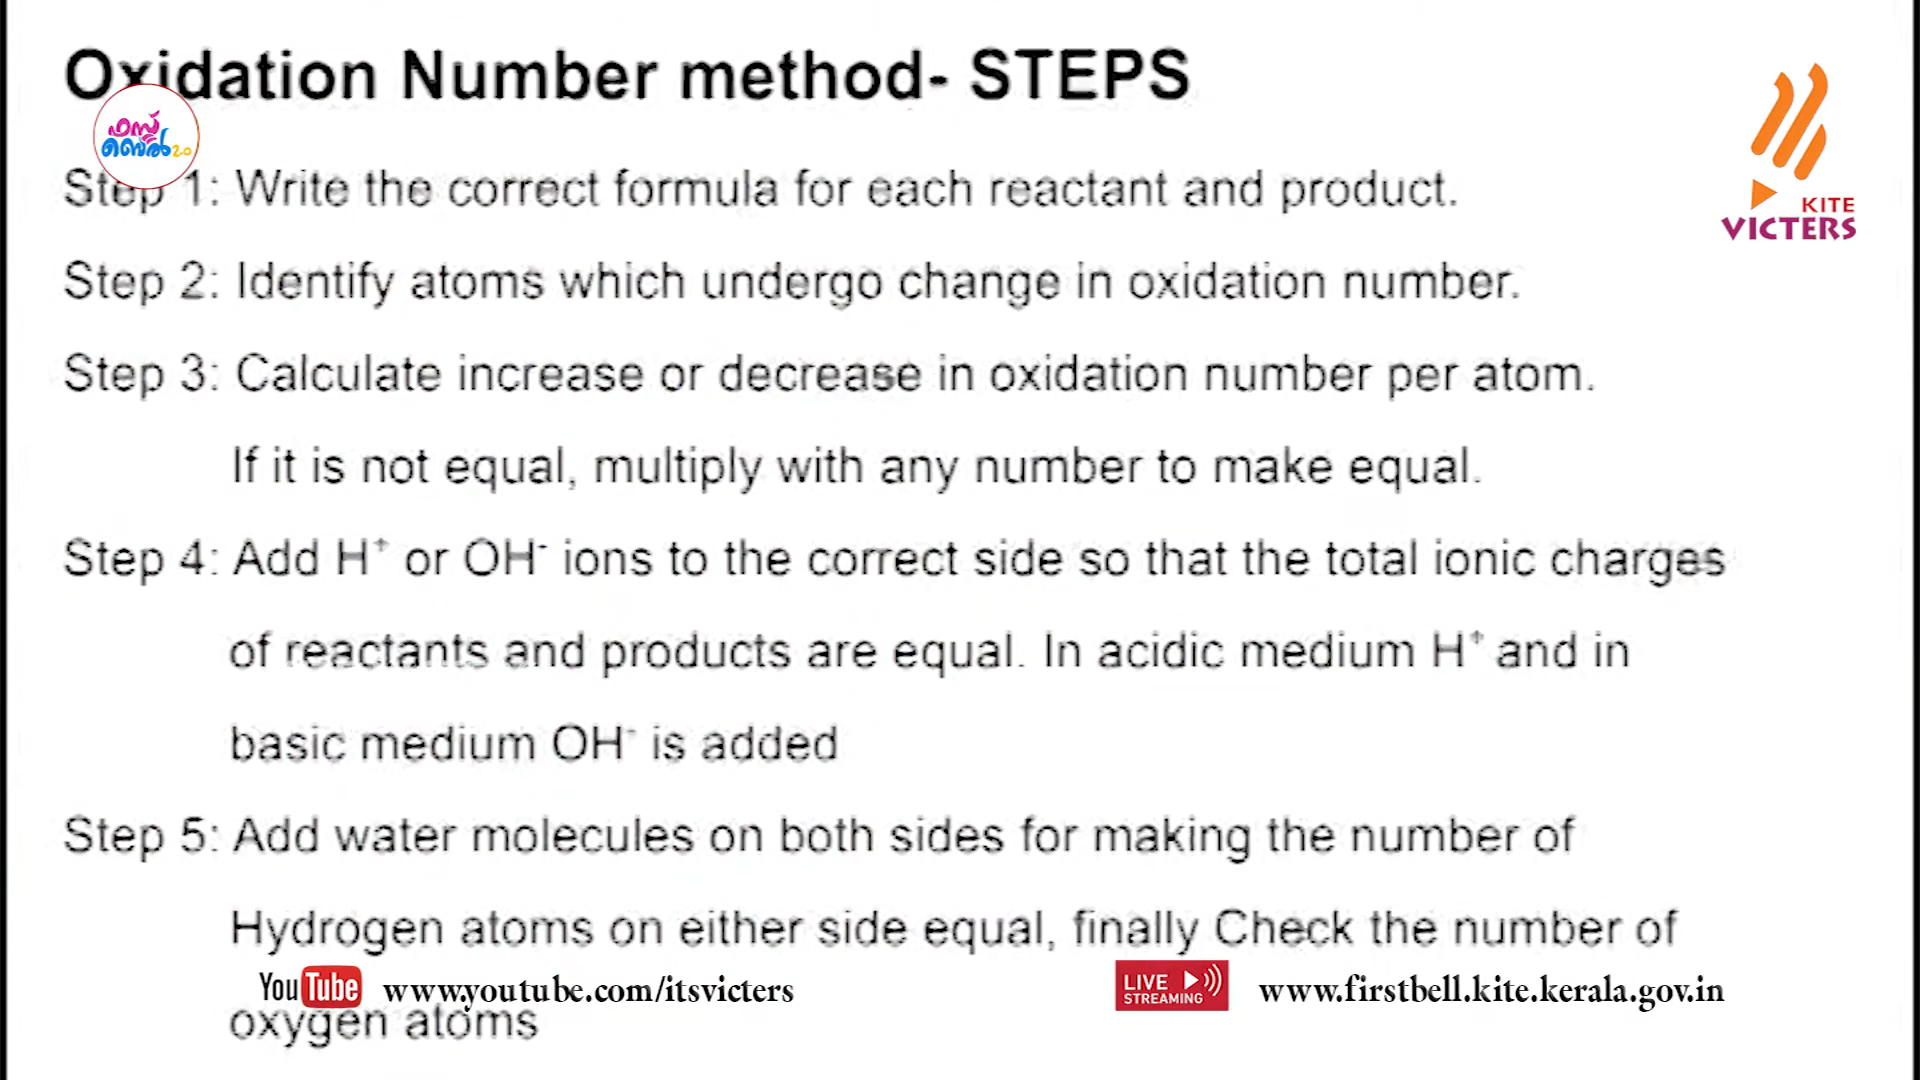 Oxidation Number method- STEPS
ഫസ്റ്റ്
ബെൽ 2.0
Step 1: Write the correct formula for each reactant and product.
KITE
VICTERS
Step 2: Identify atoms which undergo change in oxidation number.
Step 3: Calculate increase or decrease in oxidation number per atom.
If it is not equal, multiply with any number to make equal.
Step 4: Add H⁺ or OH⁻ ions to the correct side so that the total ionic charges
of reactants and products are equal. In acidic medium H⁺ and in
basic medium OH⁻ is added
Step 5: Add water molecules on both sides for making the number of
Hydrogen atoms on either side equal, finally Check the number of
YouTube www.youtube.com/itsvicters
LIVE STREAMING www.firstbell.kite.kerala.gov.in
oxygen atoms